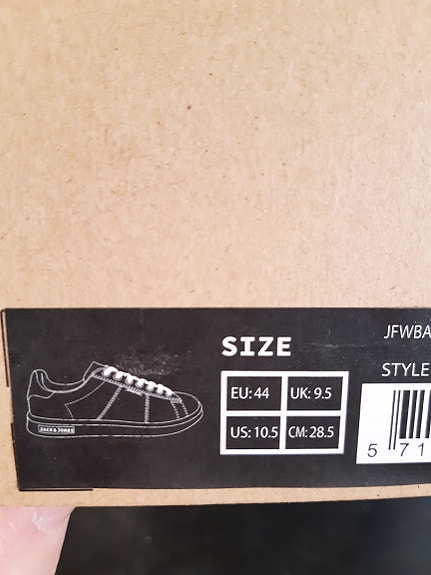 JFWBA
SIZE
STYLE
EU: 44 UK: 9.5
US: 10.5 CM: 28.5
JACK & JONES
5 71